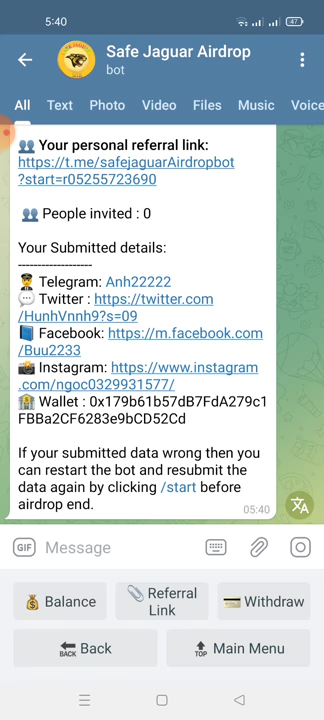 5:40
47
Safe Jaguar Airdrop
bot
All Text Photo Video Files Music Voice
👥 Your personal referral link:
https://t.me/safejaguarAirdropbot
?start=r05255723690
👥 People invited : 0
Your Submitted details:
-------------------
Telegram: Anh22222
Twitter : https://twitter.com
/HunhVnnh9?s=09
Facebook: https://m.facebook.com
/Buu2233
Instagram: https://www.instagram
.com/ngoc0329931577/
Wallet : 0x179b61b57dB7FdA279c1
FBBa2CF6283e9bCD52Cd
If your submitted data wrong then you
can restart the bot and resubmit the
data again by clicking /start before
airdrop end.
05:40
GIF Message
Balance
Referral
Link
Withdraw
BACK Back
TOP Main Menu